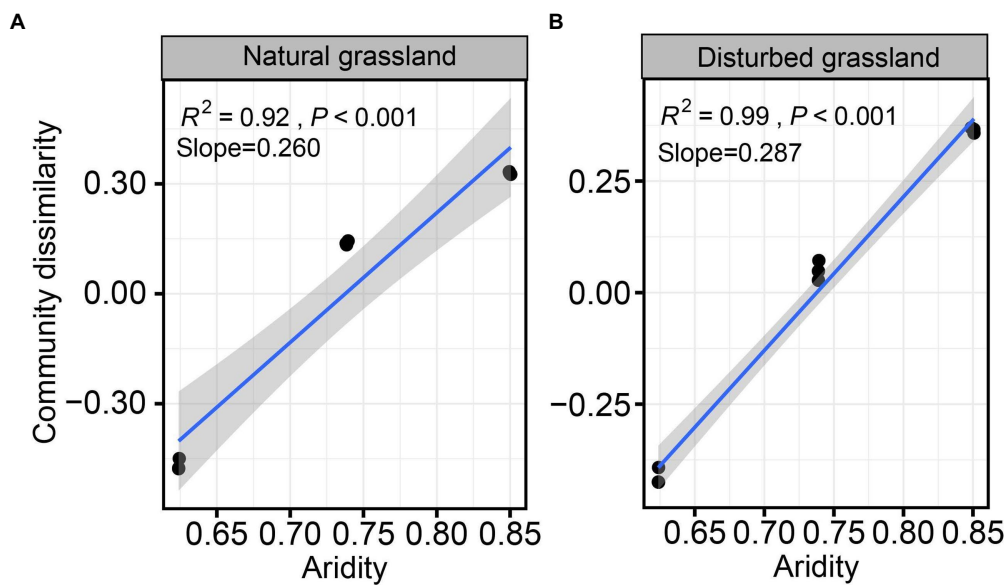 A
Natural grassland
R² = 0.92 , P < 0.001
Slope=0.260
0.30
0.00
−0.30
Community dissimilarity
0.65 0.70 0.75 0.80 0.85
Aridity
B
Disturbed grassland
R² = 0.99 , P < 0.001
Slope=0.287
0.25
0.00
−0.25
0.65 0.70 0.75 0.80 0.85
Aridity